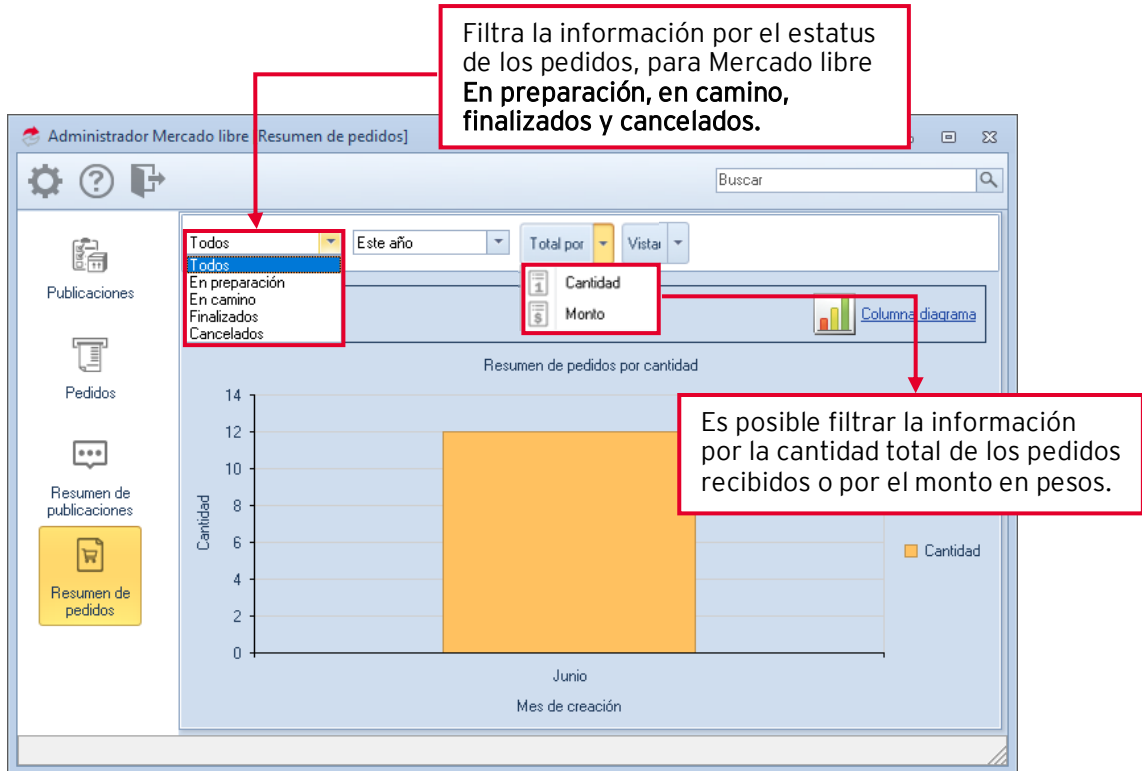 Filtra la información por el estatus
de los pedidos, para Mercado libre
En preparación, en camino,
finalizados y cancelados.
Administrador Mercado libre [Resumen de pedidos]
Buscar
Todos
Este año
Total por
Vistas
Todos
En preparación
En camino
Finalizados
Cancelados
Cantidad
Monto
Columna diagrama
Publicaciones
Pedidos
Resumen de
publicaciones
Resumen de
pedidos
Resumen de pedidos por cantidad
Es posible filtrar la información
por la cantidad total de los pedidos
recibidos o por el monto en pesos.
14
12
10
8
6
4
2
0
Cantidad
Cantidad
Junio
Mes de creación